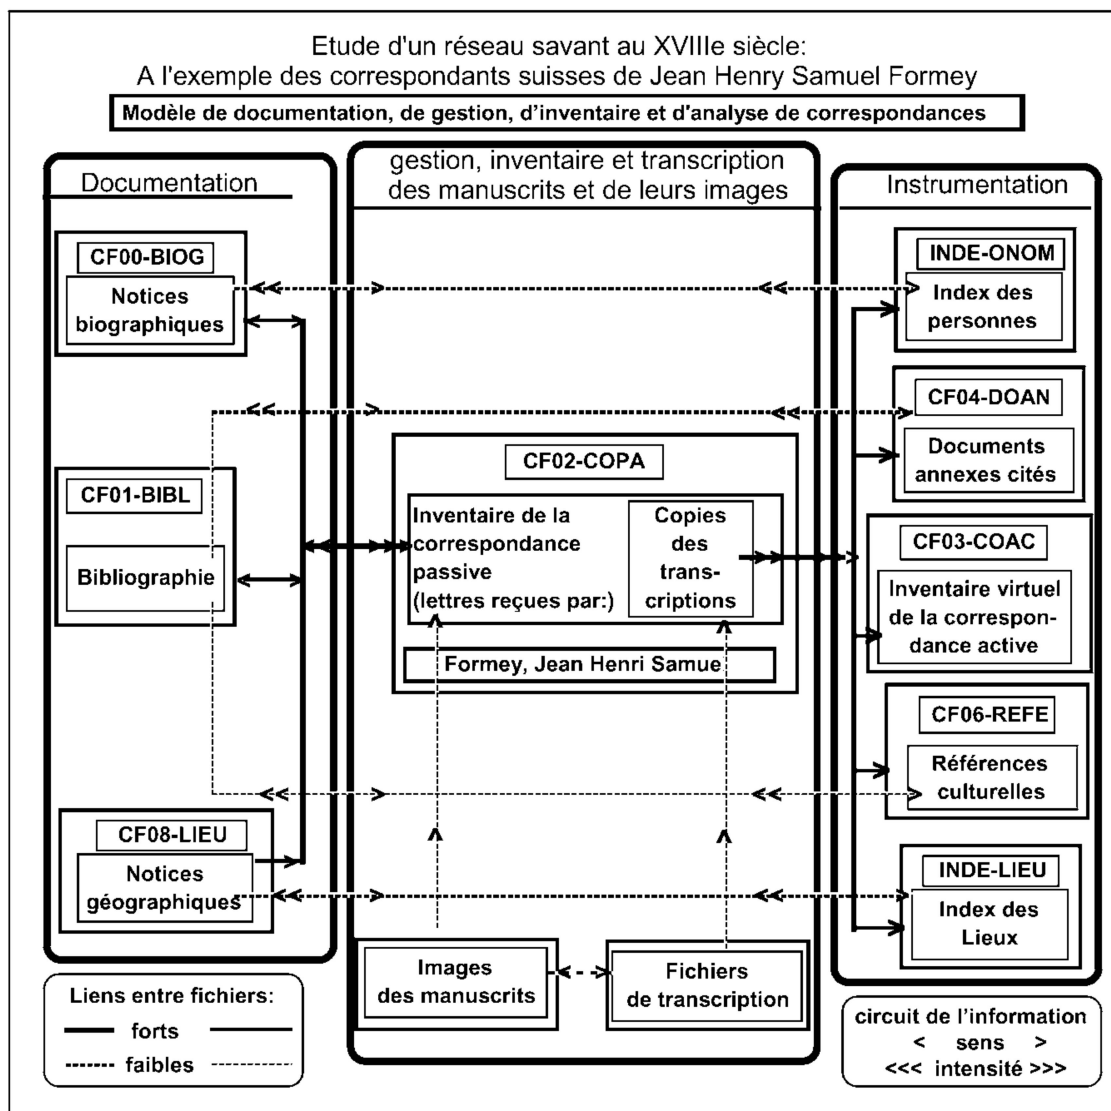 Etude d'un réseau savant au XVIIIe siècle:
A l'exemple des correspondants suisses de Jean Henry Samuel Formey
Modèle de documentation, de gestion, d'inventaire et d'analyse de correspondances
Documentation
CF00-BIOG
Notices
biographiques
CF01-BIBL
Bibliographie
CF08-LIEU
Notices
géographiques
gestion, inventaire et transcription
des manuscrits et de leurs images
CF02-COPA
Inventaire de la
correspondance
passive
(lettres reçues par:)
Copies
des
trans-
criptions
Formey, Jean Henri Samue
Images
des manuscrits
Fichiers
de transcription
Instrumentation
INDE-ONOM
Index des
personnes
CF04-DOAN
Documents
annexes cités
CF03-COAC
Inventaire virtuel
de la correspon-
dance active
CF06-REFE
Références
culturelles
INDE-LIEU
Index des
Lieux
Liens entre fichiers:
forts
faibles
circuit de l'information
< sens >
<<< intensité >>>